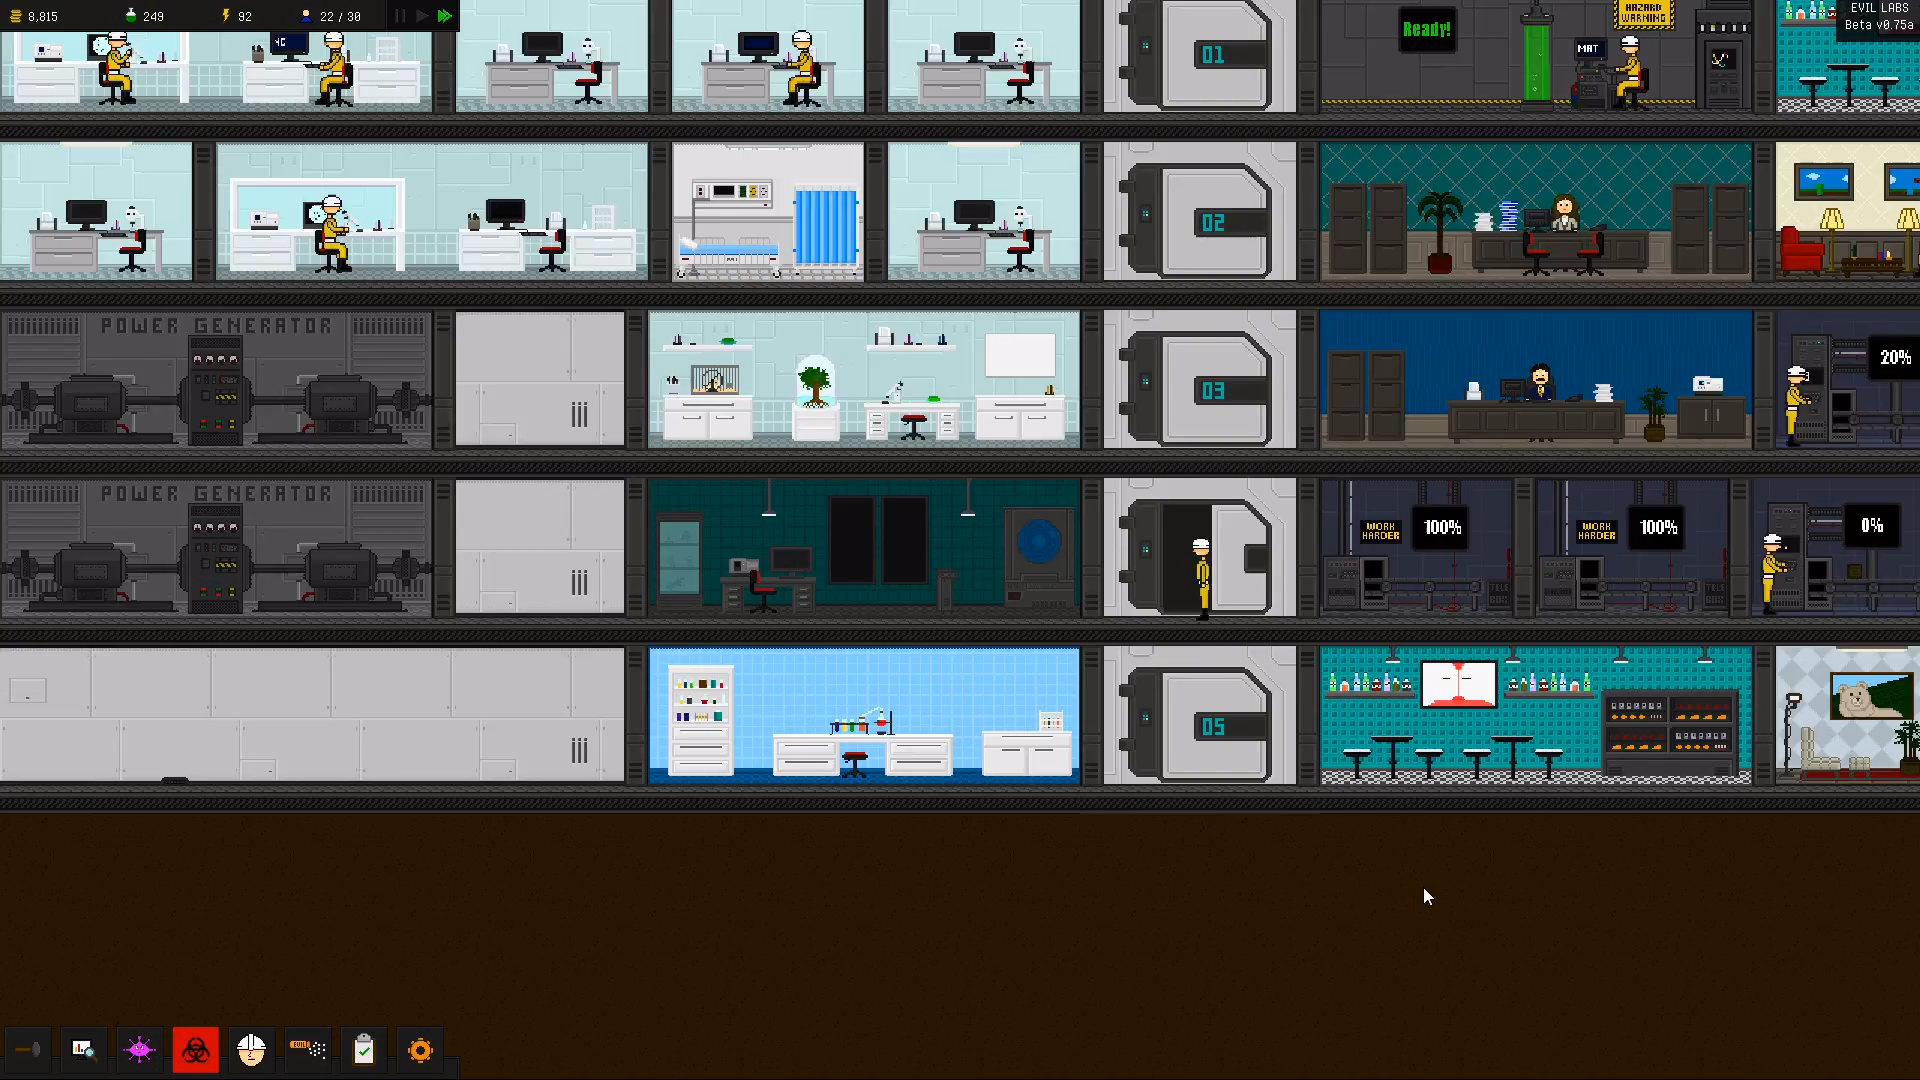 8,815 249 92 22 / 30
EVIL LABS
Beta v0.75a
HAZARD
WARNING
Ready!
MAT
01
02
POWER GENERATOR
03
20%
POWER GENERATOR
WORK
HARDER
100%
WORK
HARDER
100%
0%
05
EVIL